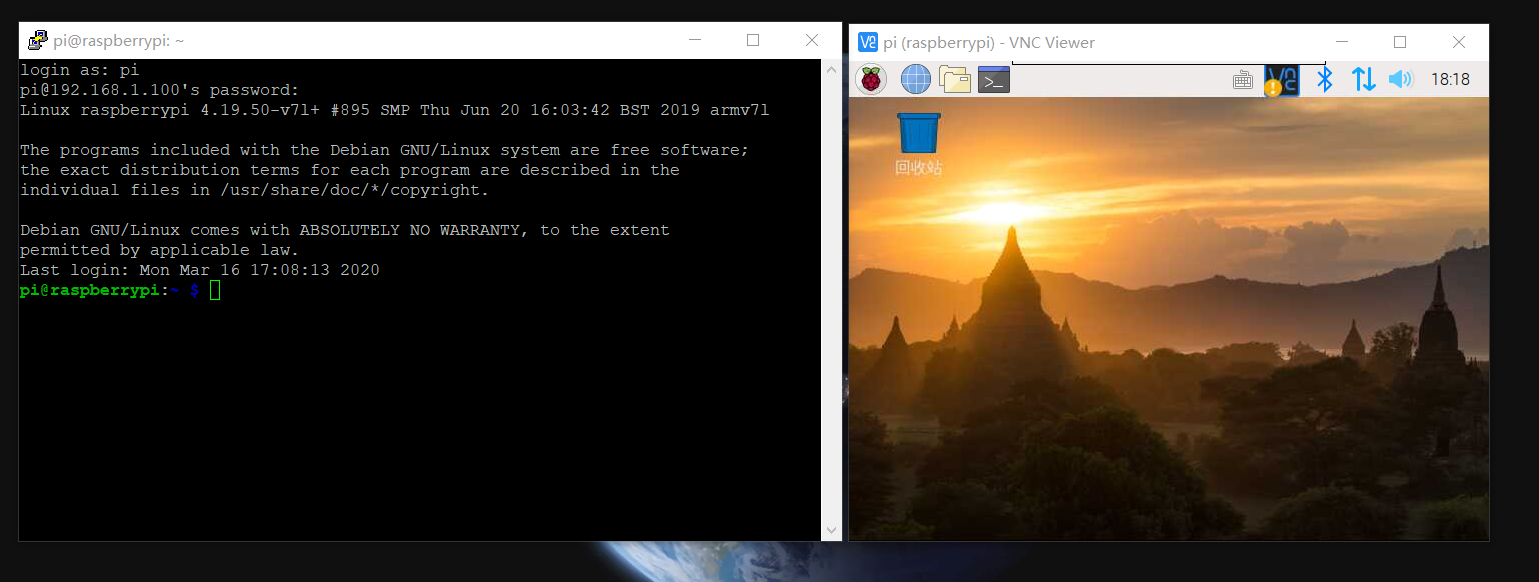 pi@raspberrypi: ~
login as: pi
pi@192.168.1.100's password:
Linux raspberrypi 4.19.50-v7l+ #895 SMP Thu Jun 20 16:03:42 BST 2019 armv7l
The programs included with the Debian GNU/Linux system are free software;
the exact distribution terms for each program are described in the
individual files in /usr/share/doc/*/copyright.
Debian GNU/Linux comes with ABSOLUTELY NO WARRANTY, to the extent
permitted by applicable law.
Last login: Mon Mar 16 17:08:13 2020
pi@raspberrypi:~ $
pi (raspberrypi) - VNC Viewer
18:18
回收站